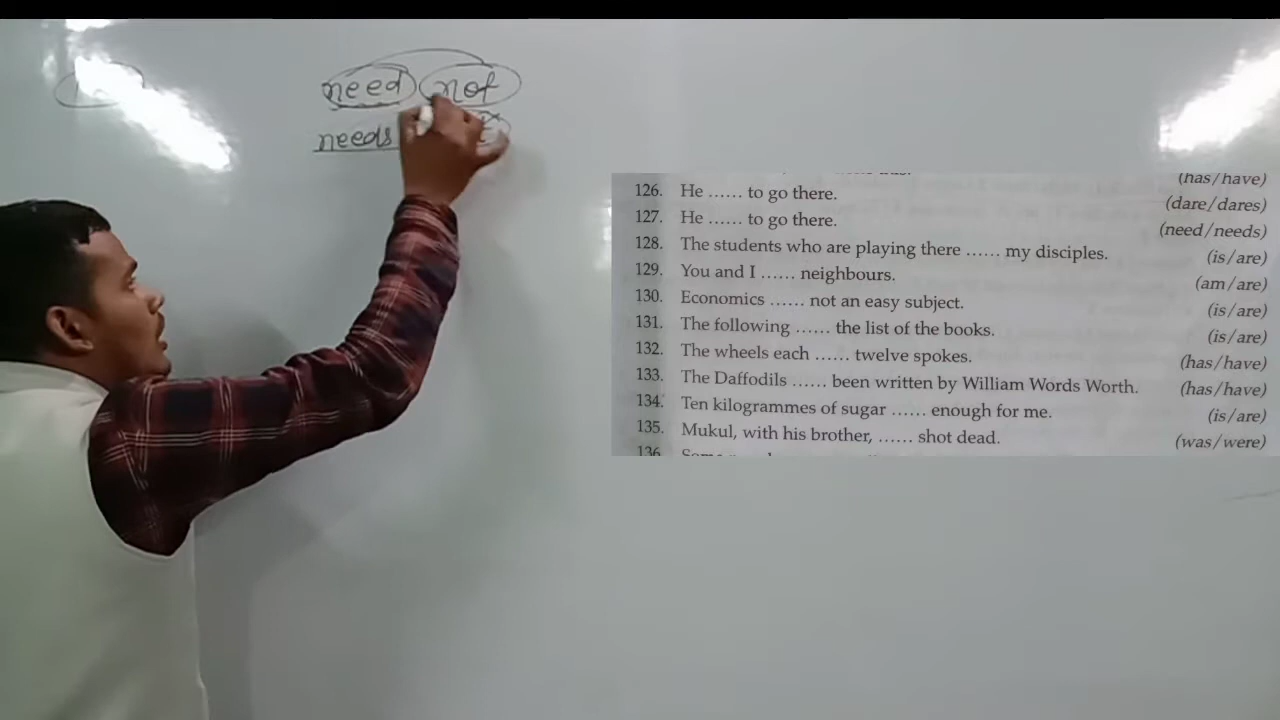 need not
needs
(has/have)
126. He ...... to go there. (dare/dares)
127. He ...... to go there. (need/needs)
128. The students who are playing there ...... my disciples. (is/are)
129. You and I ...... neighbours. (am/are)
130. Economics ...... not an easy subject. (is/are)
131. The following ...... the list of the books. (is/are)
132. The wheels each ...... twelve spokes. (has/have)
133. The Daffodils ...... been written by William Words Worth. (has/have)
134. Ten kilogrammes of sugar ...... enough for me. (is/are)
135. Mukul, with his brother, ...... shot dead. (was/were)
136